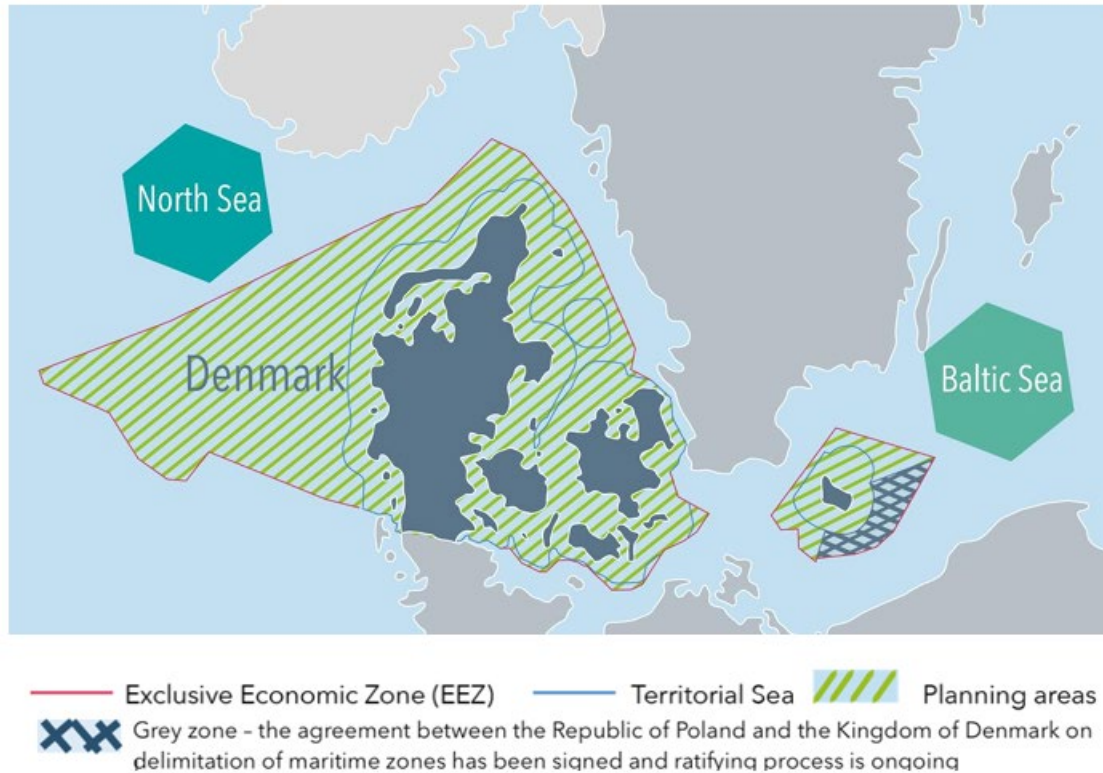 North Sea
Denmark
Baltic Sea
Exclusive Economic Zone (EEZ)
Territorial Sea
Planning areas
Grey zone – the agreement between the Republic of Poland and the Kingdom of Denmark on
delimitation of maritime zones has been signed and ratifying process is ongoing